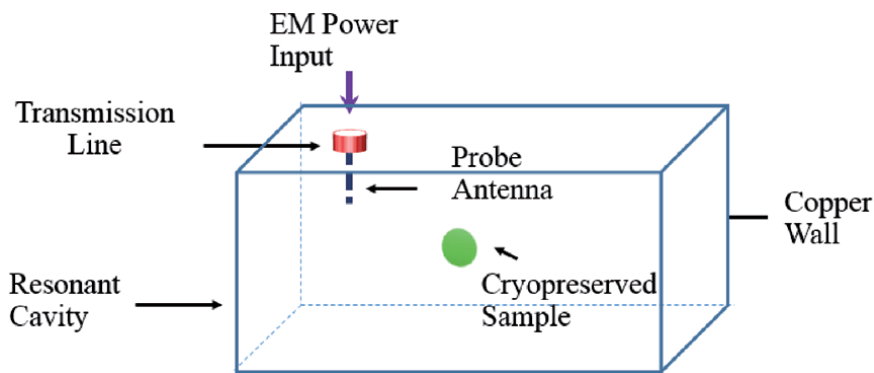 EM Power
Input
Transmission
Line
Probe
Antenna
Copper
Wall
Resonant
Cavity
Cryopreserved
Sample